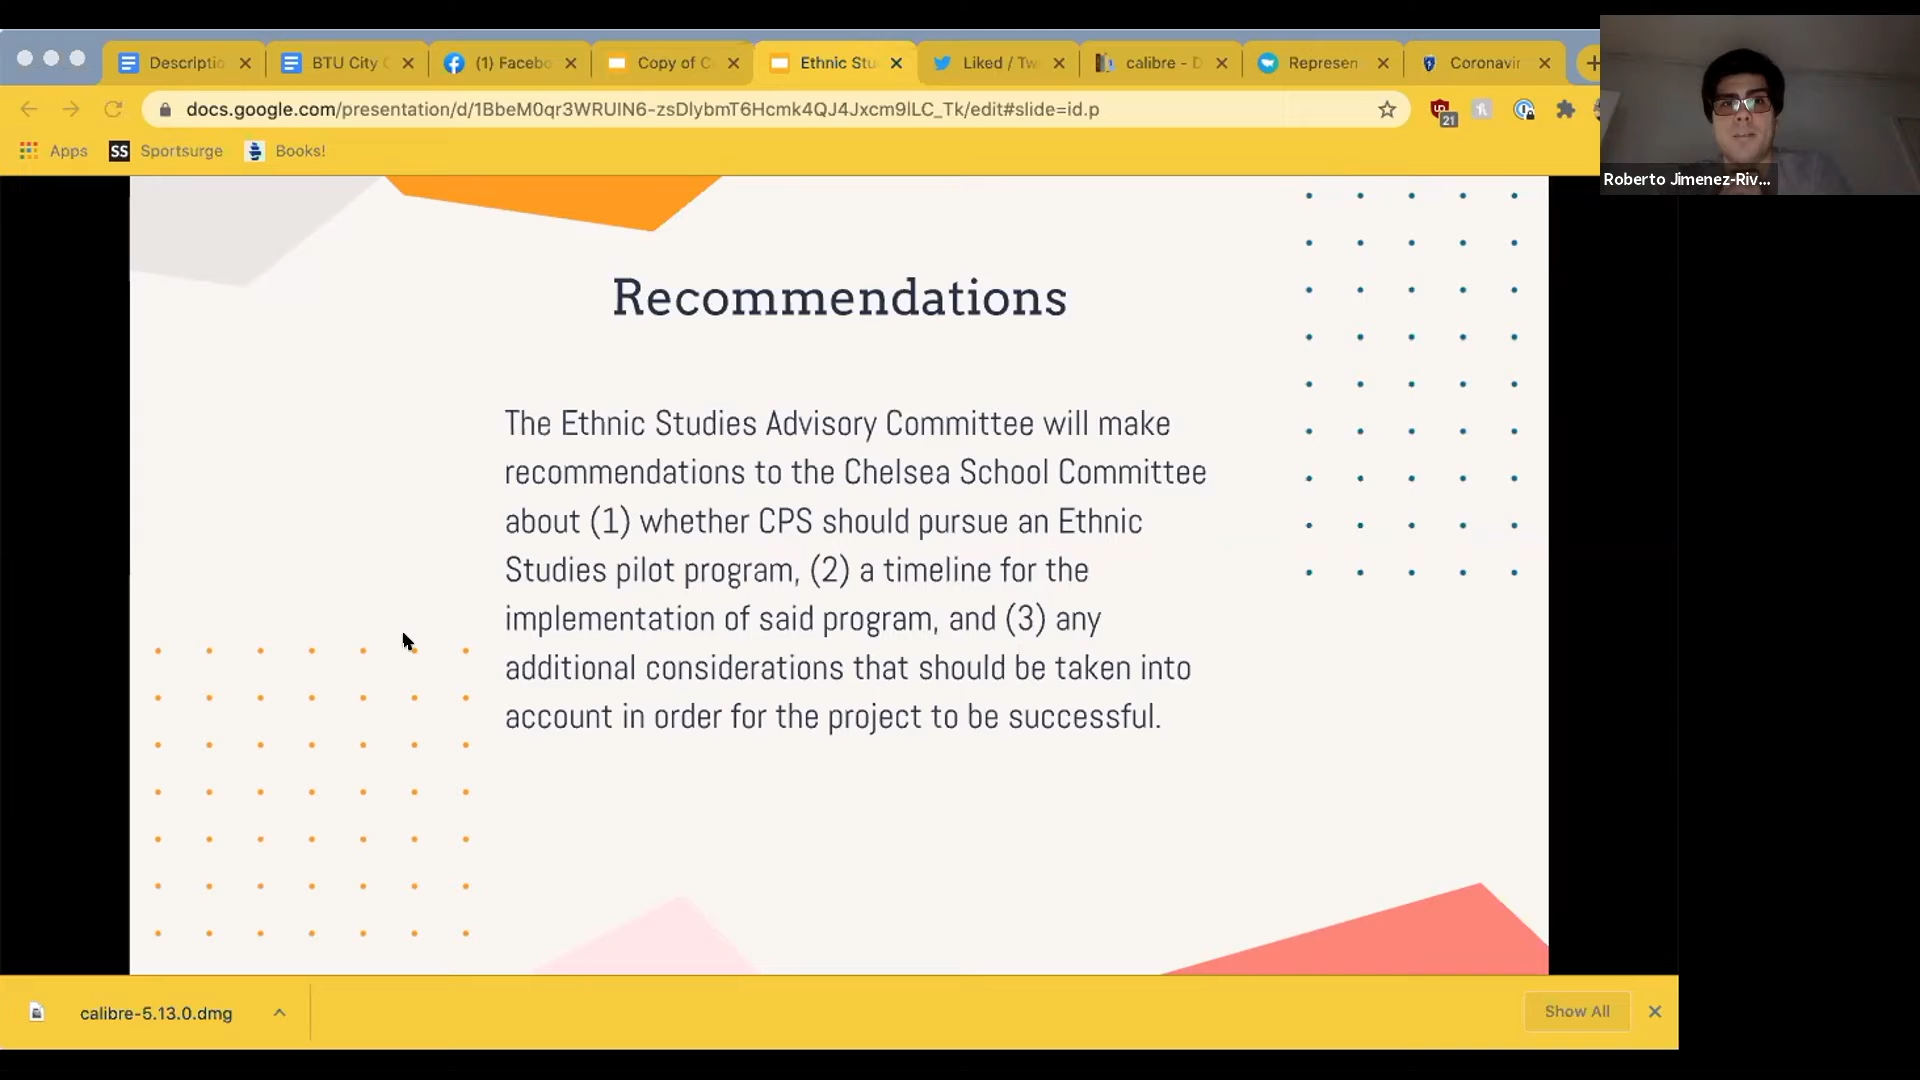 Descriptio
BTU City
(1) Facebo
Copy of C
Ethnic Stu
Liked / Tw
calibre - D
Represen
Coronavir
docs.google.com/presentation/d/1BbeM0qr3WRUIN6-zsDlybmT6Hcmk4QJ4Jxcm9lLC_Tk/edit#slide=id.p
21
Apps
SS Sportsurge
Books!
Roberto Jimenez-Riv...
Recommendations
The Ethnic Studies Advisory Committee will make
recommendations to the Chelsea School Committee
about (1) whether CPS should pursue an Ethnic
Studies pilot program, (2) a timeline for the
implementation of said program, and (3) any
additional considerations that should be taken into
account in order for the project to be successful.
calibre-5.13.0.dmg
Show All